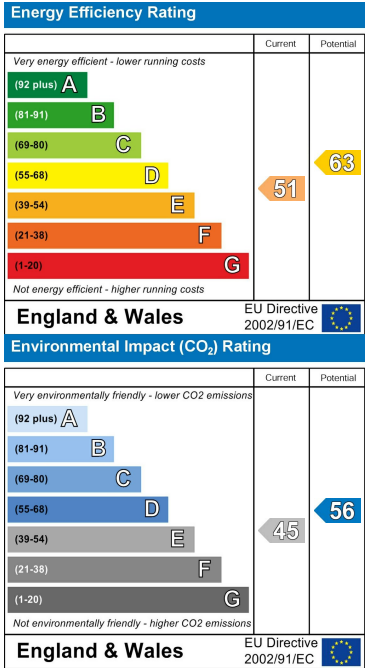 Energy Efficiency Rating
Current Potential
Very energy efficient - lower running costs
(92 plus) A
(81-91) B
(69-80) C
(55-68) D
(39-54) E
(21-38) F
(1-20) G
51
63
Not energy efficient - higher running costs
England & Wales
EU Directive
2002/91/EC
Environmental Impact (CO₂) Rating
Current Potential
Very environmentally friendly - lower CO2 emissions
(92 plus) A
(81-91) B
(69-80) C
(55-68) D
(39-54) E
(21-38) F
(1-20) G
45
56
Not environmentally friendly - higher CO2 emissions
England & Wales
EU Directive
2002/91/EC